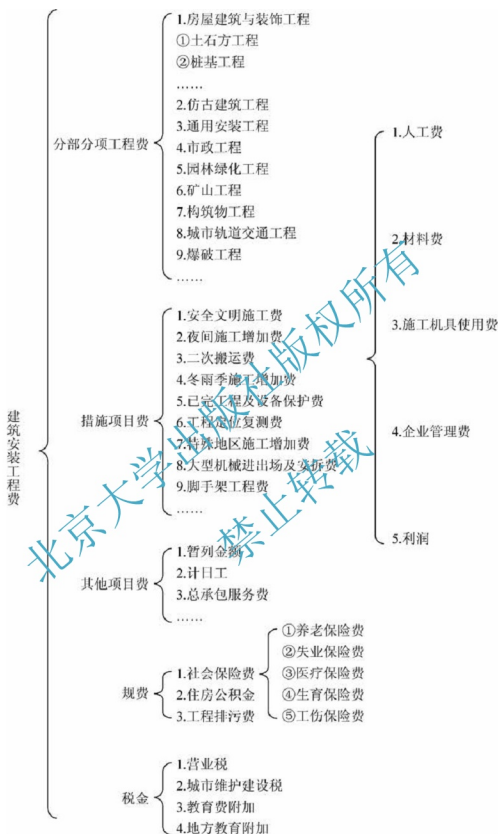 建筑安装工程费
分部分项工程费
1.房屋建筑与装饰工程
①土石方工程
②桩基工程
……
2.仿古建筑工程
3.通用安装工程
4.市政工程
5.园林绿化工程
6.矿山工程
7.构筑物工程
8.城市轨道交通工程
9.爆破工程
……
措施项目费
1.安全文明施工费
2.夜间施工增加费
3.二次搬运费
4.冬雨季施工增加费
5.已完工程及设备保护费
6.工程定位复测费
7.特殊地区施工增加费
8.大型机械进出场及安拆费
9.脚手架工程费
……
其他项目费
1.暂列金额
2.计日工
3.总承包服务费
……
1.人工费
2.材料费
3.施工机具使用费
4.企业管理费
5.利润
规费
1.社会保险费
①养老保险费
②失业保险费
③医疗保险费
④生育保险费
⑤工伤保险费
2.住房公积金
3.工程排污费
税金
1.营业税
2.城市维护建设税
3.教育费附加
4.地方教育附加
北京大学出版社版权所有
禁止转载